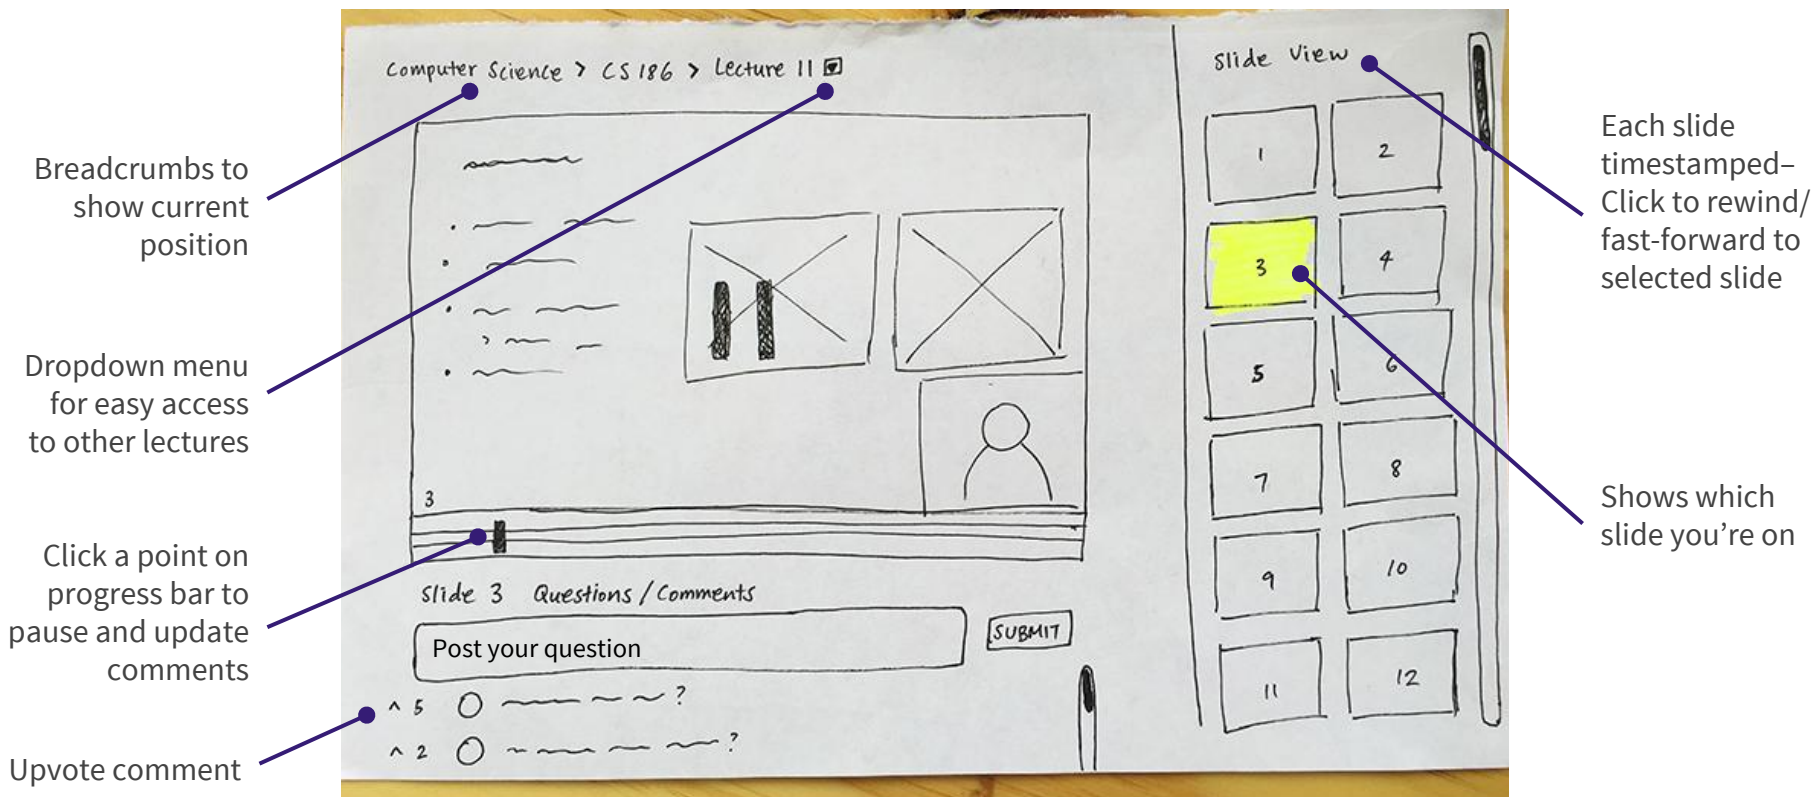 Computer Science > CS 186 > Lecture 11
Slide View
Breadcrumbs to
show current
position
Dropdown menu
for easy access
to other lectures
Click a point on
progress bar to
pause and update
comments
Upvote comment
3
Slide 3 Questions / Comments
Post your question
SUBMIT
^ 5 ?
^ 2 ?
1 2
3 4
5 6
7 8
9 10
11 12
Each slide
timestamped–
Click to rewind/
fast-forward to
selected slide
Shows which
slide you’re on